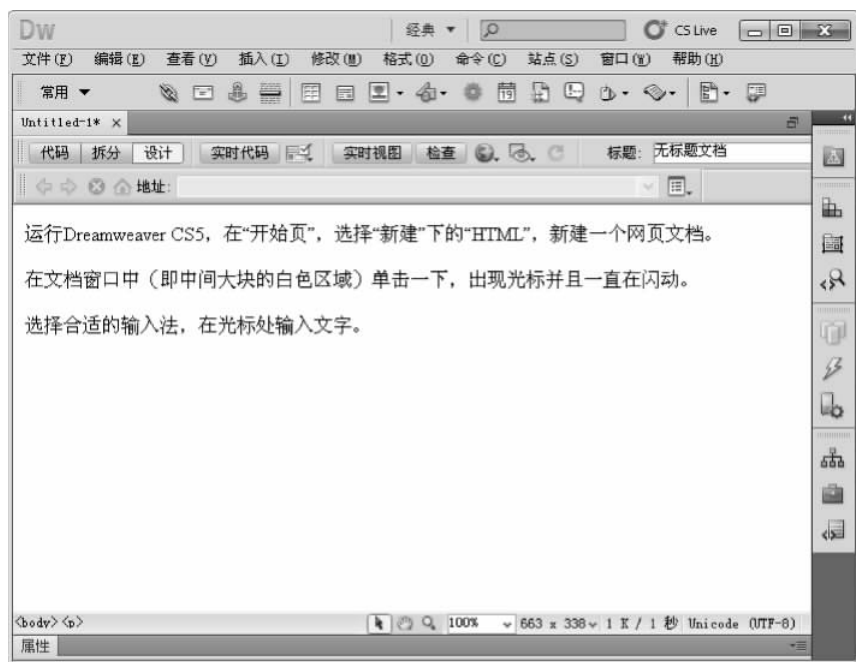 Dw 经典 CS Live
文件(F) 编辑(E) 查看(V) 插入(I) 修改(M) 格式(O) 命令(C) 站点(S) 窗口(W) 帮助(H)
常用 19
Untitled-1* ×
代码 拆分 设计 实时代码 实时视图 检查 标题: 无标题文档
地址:
运行Dreamweaver CS5，在“开始页”，选择“新建”下的“HTML”，新建一个网页文档。
在文档窗口中（即中间大块的白色区域）单击一下，出现光标并且一直在闪动。
选择合适的输入法，在光标处输入文字。
<body> <p> 100% 663 x 338 1 K / 1 秒 Unicode (UTF-8)
属性